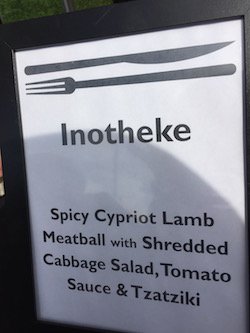 Inotheke
Spicy Cypriot Lamb
Meatball with Shredded
Cabbage Salad, Tomato
Sauce & Tzatziki